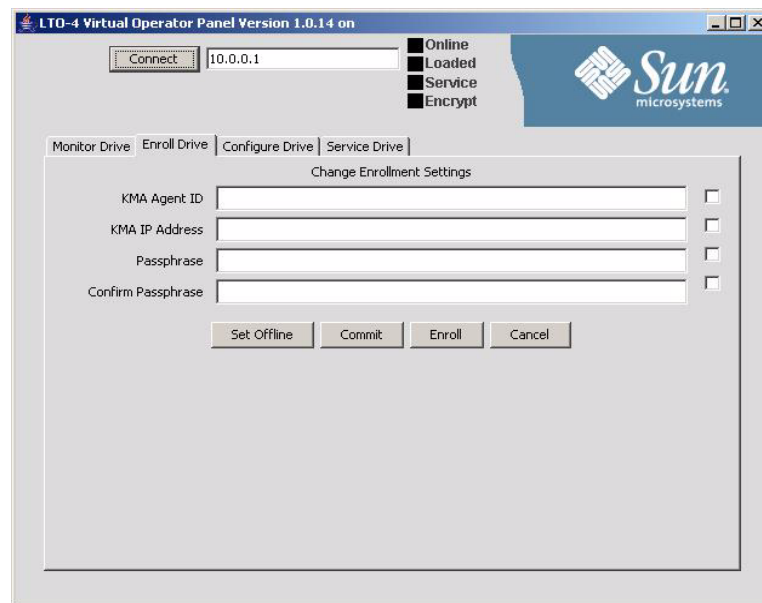 LTO-4 Virtual Operator Panel Version 1.0.14 on
Connect 10.0.0.1
Online
Loaded
Service
Encrypt
Sun
microsystems
Monitor Drive Enroll Drive Configure Drive Service Drive
Change Enrollment Settings
KMA Agent ID
KMA IP Address
Passphrase
Confirm Passphrase
Set Offline Commit Enroll Cancel